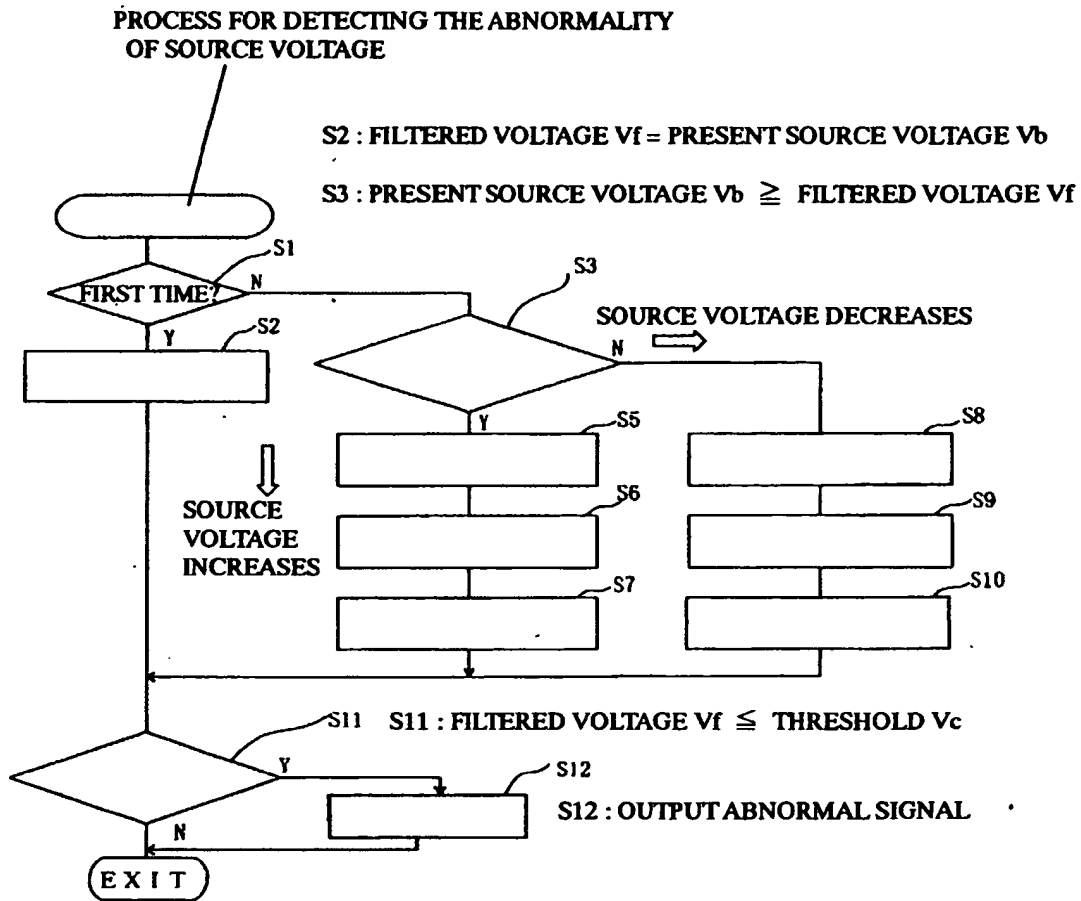 PROCESS FOR DETECTING THE ABNORMALITY
OF SOURCE VOLTAGE
S2 : FILTERED VOLTAGE Vf = PRESENT SOURCE VOLTAGE Vb
S3 : PRESENT SOURCE VOLTAGE Vb ≧ FILTERED VOLTAGE Vf
S1
FIRST TIME?
N
S3
SOURCE VOLTAGE DECREASES
N
Y
S2
Y
S5
S8
SOURCE
VOLTAGE
INCREASES
S6
S9
S7
S10
S11
S11 : FILTERED VOLTAGE Vf ≦ THRESHOLD Vc
Y
S12
S12 : OUTPUT ABNORMAL SIGNAL
N
EXIT